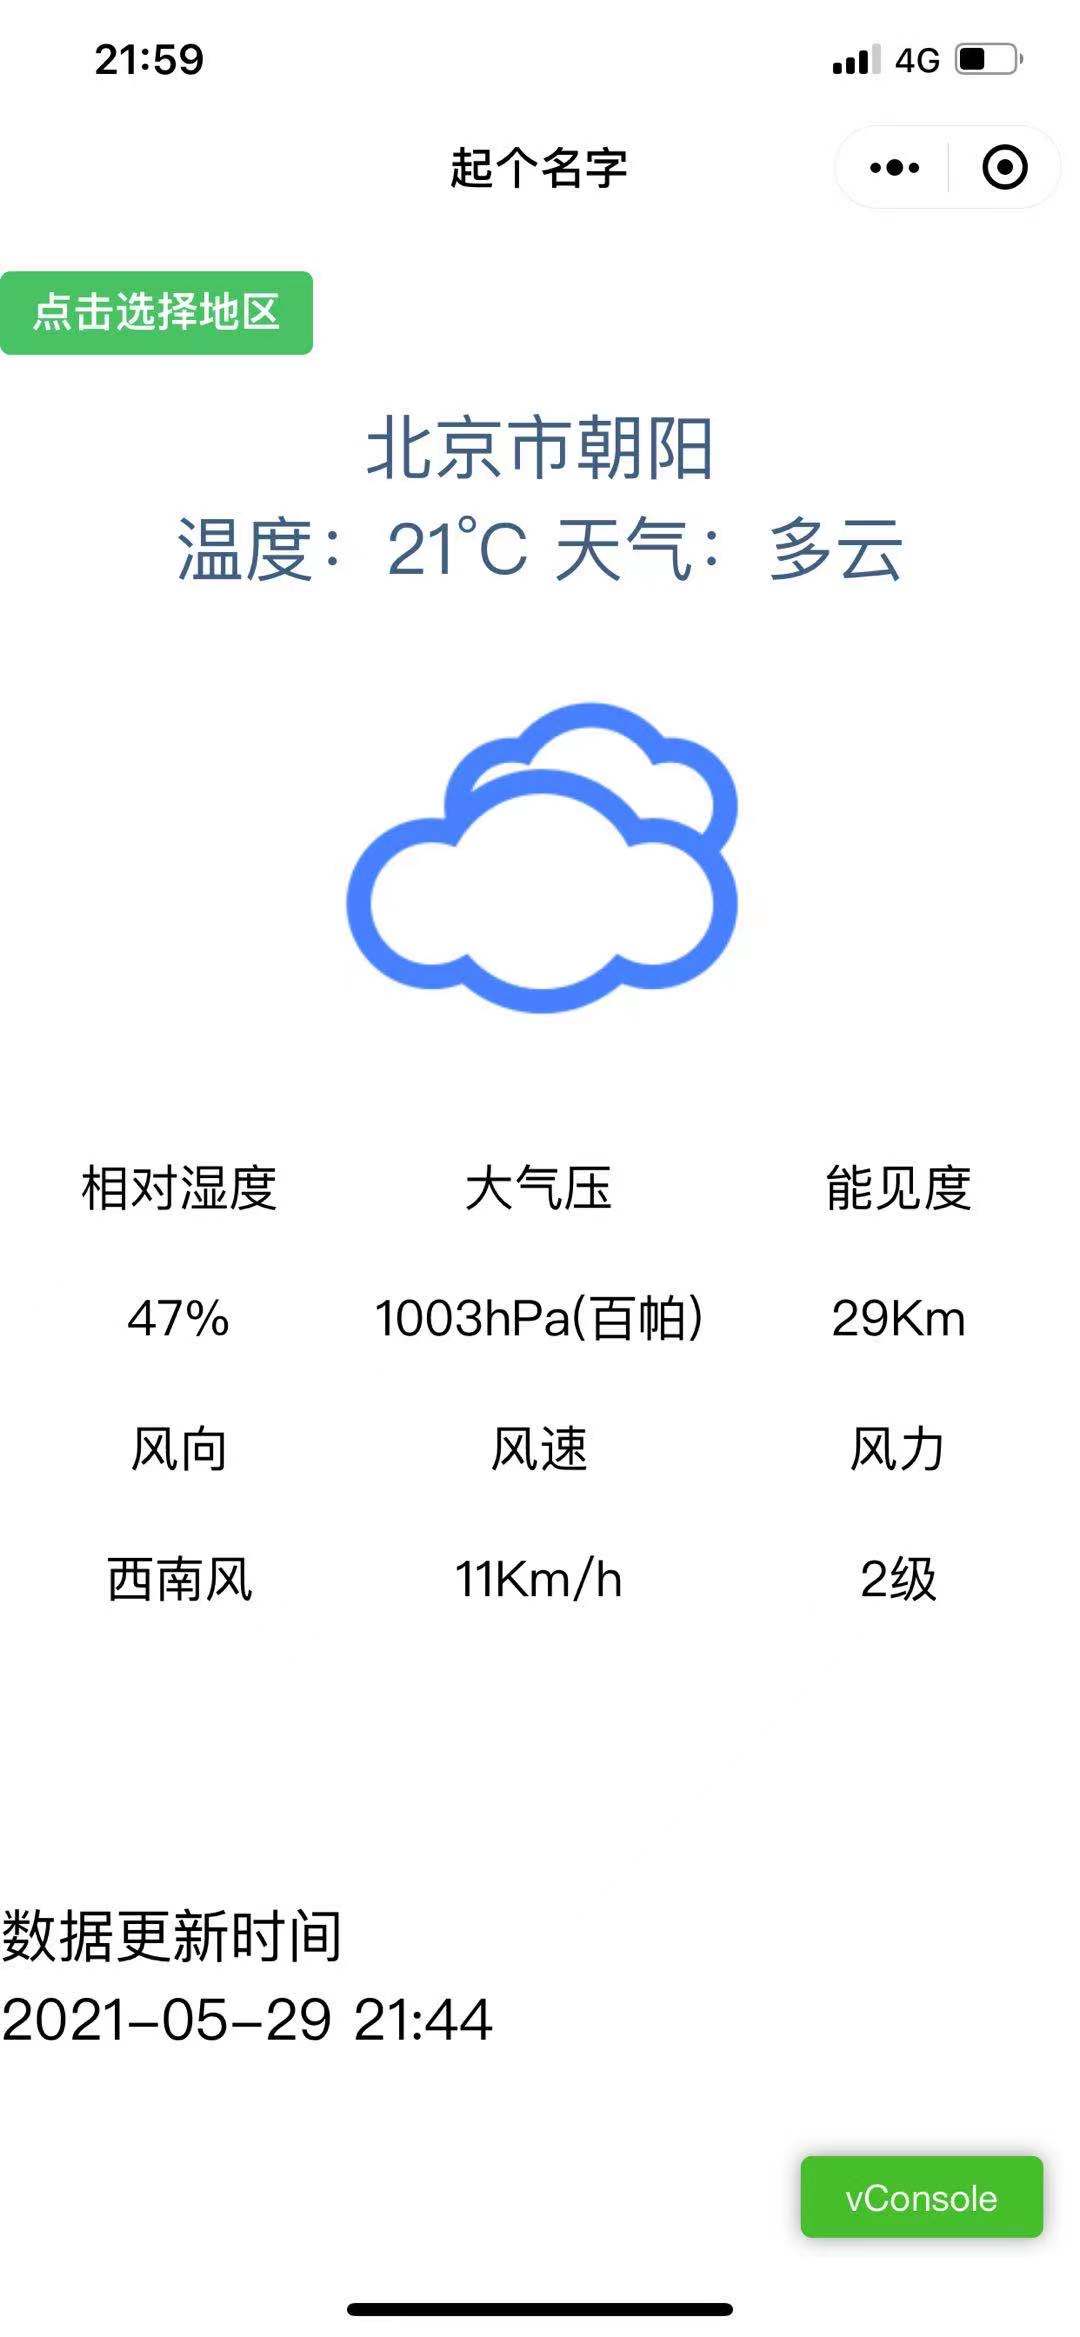 21:59 4G
起个名字
点击选择地区
北京市朝阳
温度：21℃ 天气：多云
相对湿度 大气压 能见度
47% 1003hPa(百帕) 29Km
风向 风速 风力
西南风 11Km/h 2级
数据更新时间
2021-05-29 21:44
vConsole